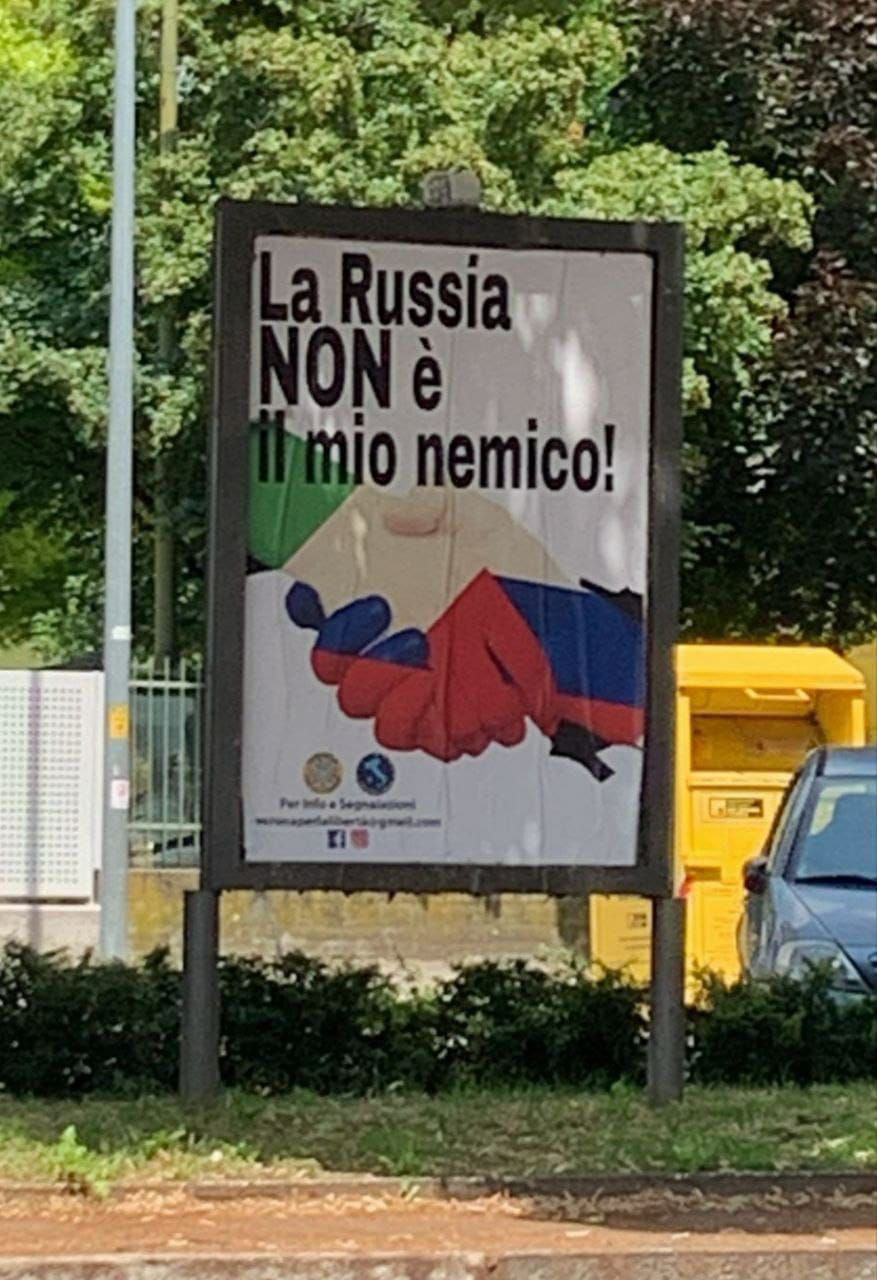 La Russia
NON è
il mio nemico!
Per Info e Segnalazioni